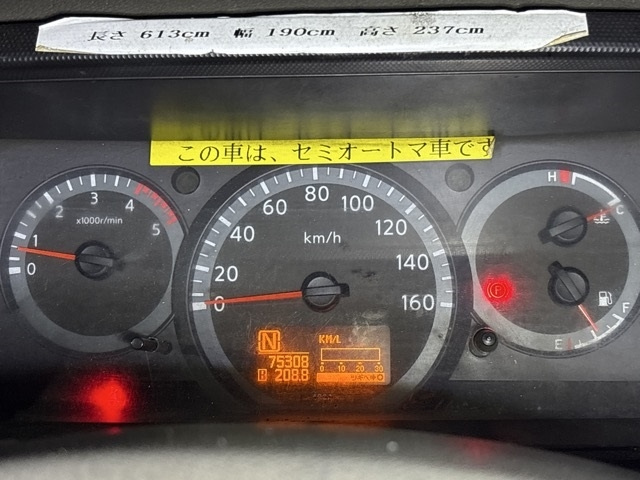 長さ 613cm 幅 190cm 高さ 237cm
この車は、セミオートマ車です
0 1 2 3 4 5
x1000r/min
0 20 40 60 80 100 120 140 160
km/h
H C
P
E F
N
75308
B 208.8
KM/L
0 10 20 30